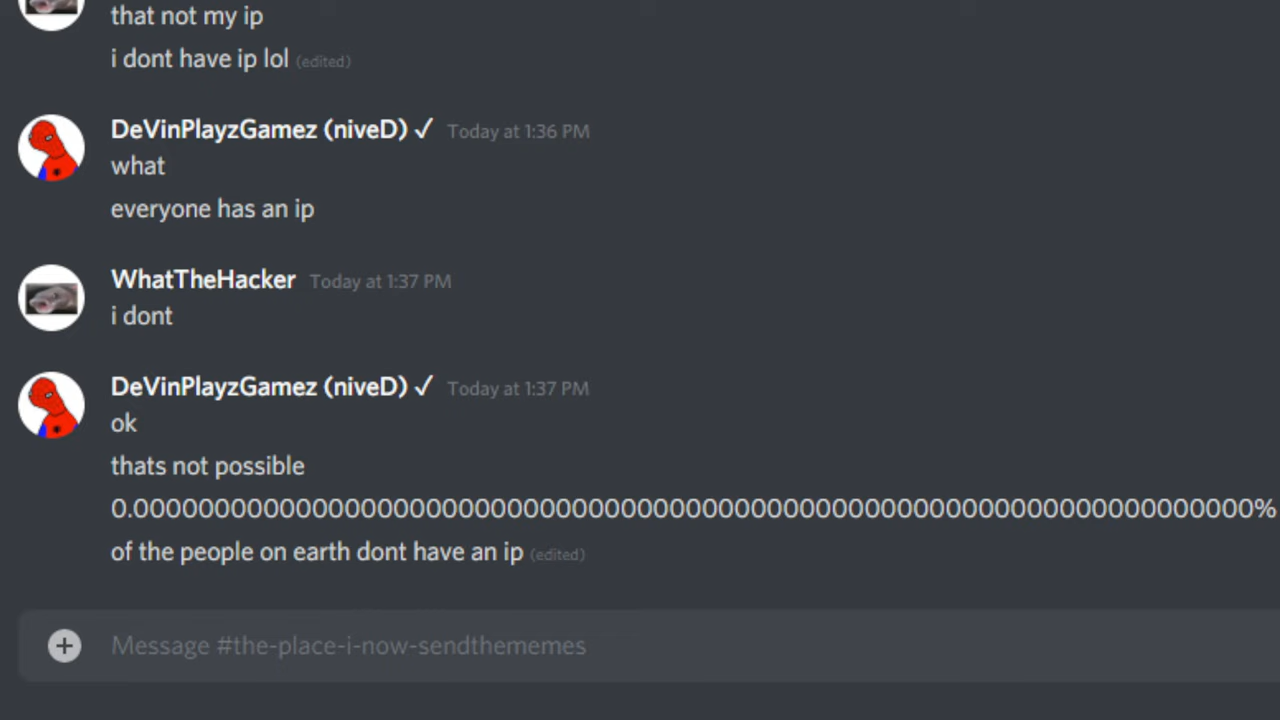 that not my ip
i dont have ip lol (edited)
DeVinPlayzGamez (niveD) ✓ Today at 1:36 PM
what
everyone has an ip
WhatTheHacker Today at 1:37 PM
i dont
DeVinPlayzGamez (niveD) ✓ Today at 1:37 PM
ok
thats not possible
0.00000000000000000000000000000000000000000000000000000000000000000000%
of the people on earth dont have an ip (edited)
Message #the-place-i-now-sendthememes